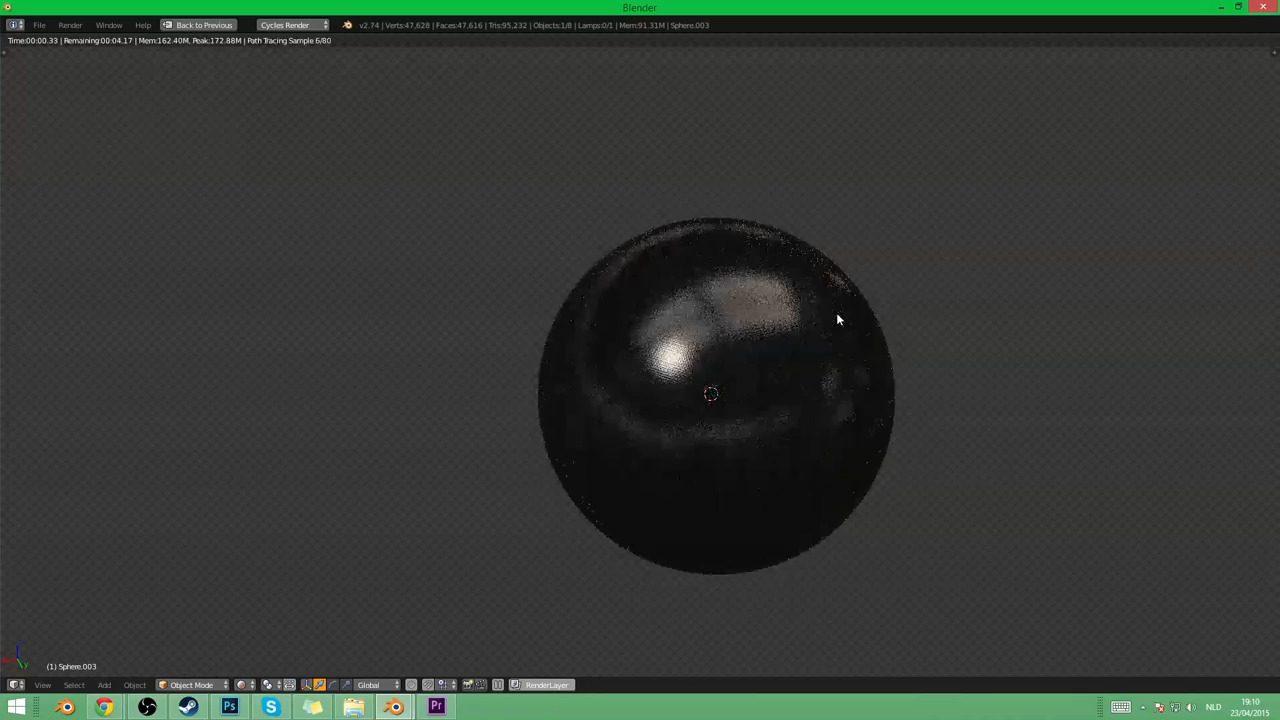 Blender
File Render Window Help Back to Previous Cycles Render v2.74 | Verts:47,628 | Faces:47,616 | Tris:95,232 | Objects:1/8 | Lamps:0/1 | Mem:91.31M | Sphere.003
Time:00:00.33 | Remaining:00:04.17 | Mem:162.40M, Peak:172.88M | Path Tracing Sample 6/80
(1) Sphere.003
View Select Add Object Object Mode Global RenderLayer
Ps S Pr NLD 19:10
23/04/2015